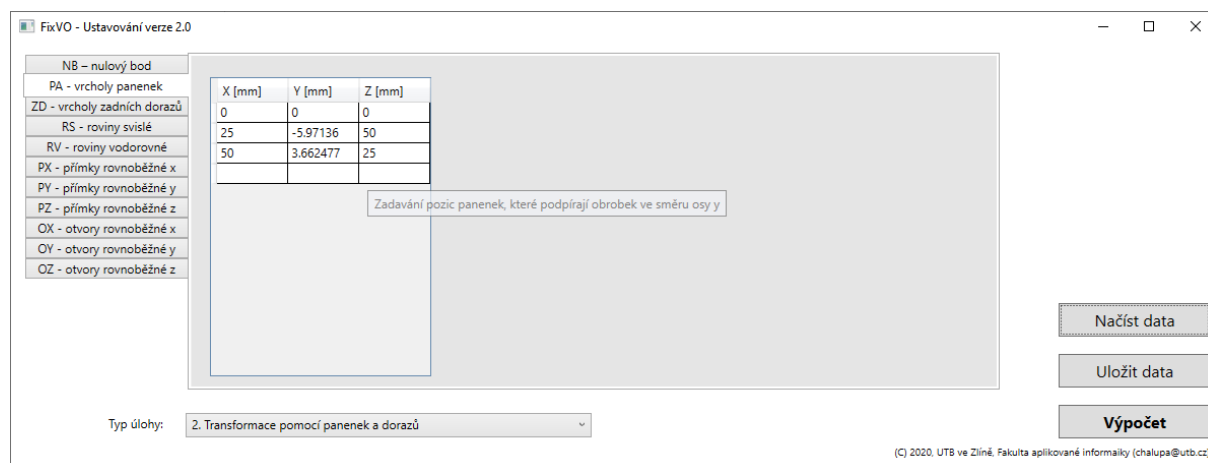 FixVO - Ustavování verze 2.0
NB – nulový bod
PA - vrcholy panenek
ZD - vrcholy zadních dorazů
RS - roviny svislé
RV - roviny vodorovné
PX - přímky rovnoběžné x
PY - přímky rovnoběžné y
PZ - přímky rovnoběžné z
OX - otvory rovnoběžné x
OY - otvory rovnoběžné y
OZ - otvory rovnoběžné z
X [mm] Y [mm] Z [mm]
0 0 0
25 -5.97136 50
50 3.662477 25
Zadávání pozic panenek, které podpírají obrobek ve směru osy y
Načíst data
Uložit data
Výpočet
Typ úlohy: 2. Transformace pomocí panenek a dorazů
(C) 2020, UTB ve Zlíně, Fakulta aplikované informaiky (chalupa@utb.cz)